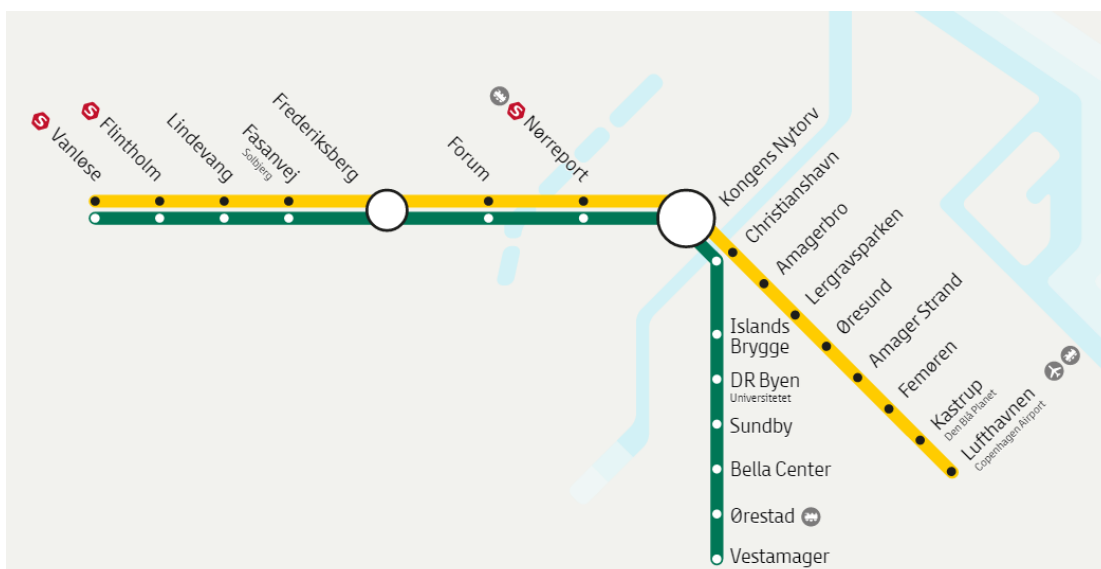 Vanløse
Flintholm
Lindevang
Fasanvej
Solbjerg
Frederiksberg
Forum
Nørreport
Kongens Nytorv
Christianshavn
Amagerbro
Lergravsparken
Øresund
Amager Strand
Femøren
Kastrup
Den Blå Planet
Lufthavnen
Copenhagen Airport
Islands
Brygge
DR Byen
Universitetet
Sundby
Bella Center
Ørestad
Vestamager